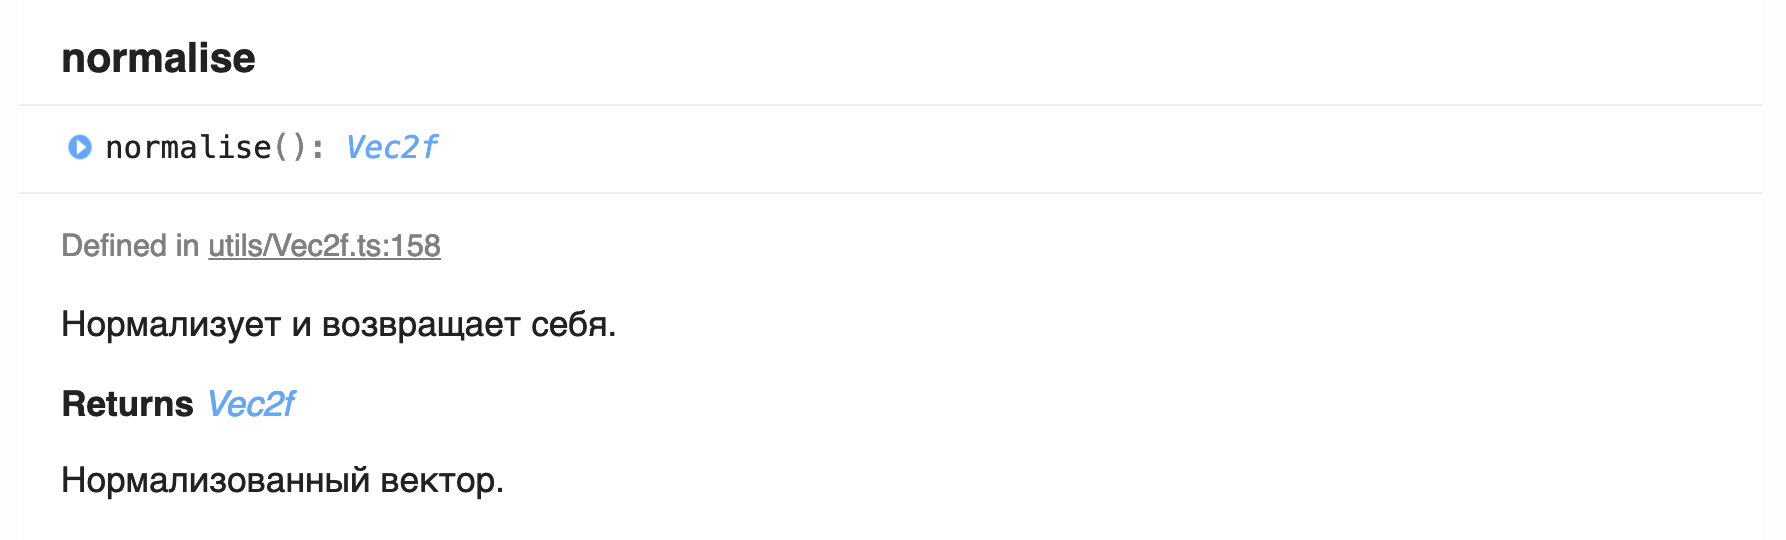 normalise
normalise(): Vec2f
Defined in utils/Vec2f.ts:158
Нормализует и возвращает себя.
Returns Vec2f
Нормализованный вектор.